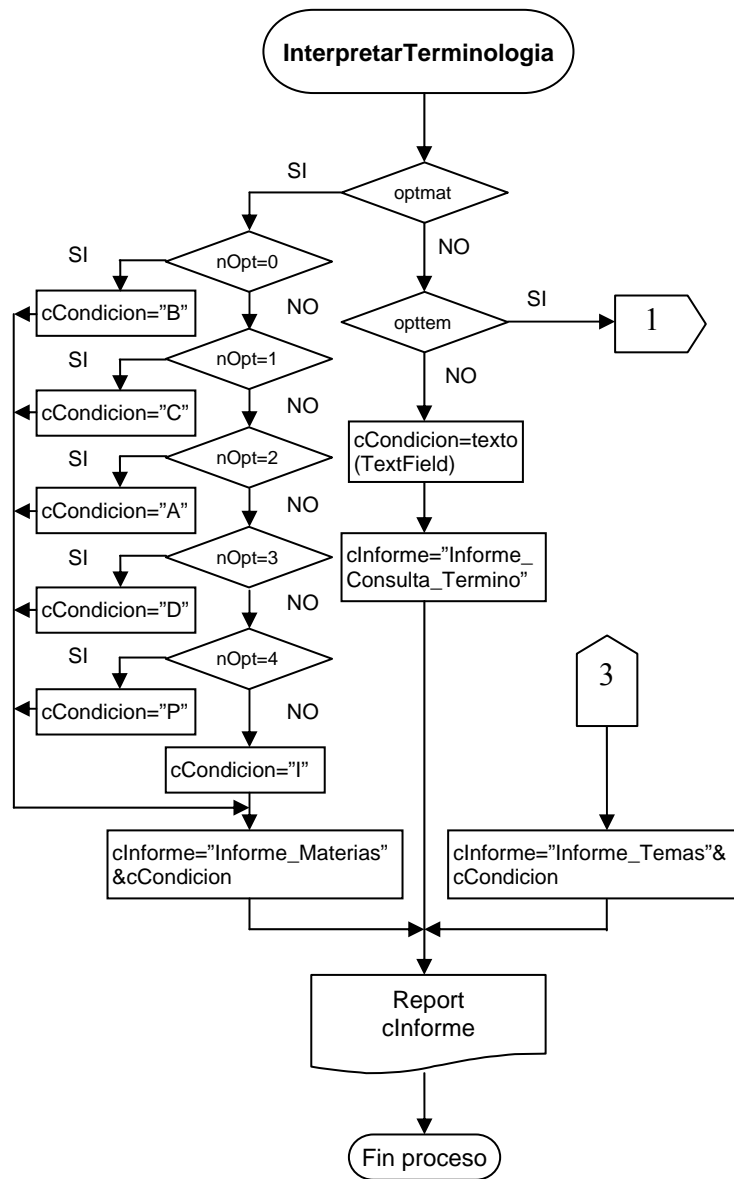 InterpretarTerminologia
SI
optmat
NO
SI
nOpt=0
NO
cCondicion=”B”
opttem
SI
1
NO
SI
nOpt=1
NO
cCondicion=”C”
cCondicion=texto
(TextField)
SI
nOpt=2
NO
cCondicion=”A”
cInforme=”Informe_
Consulta_Termino”
SI
nOpt=3
NO
cCondicion=”D”
SI
nOpt=4
NO
cCondicion=”P”
3
cCondicion=”I”
cInforme=”Informe_Materias”
&cCondicion
cInforme=”Informe_Temas”&
cCondicion
Report
cInforme
Fin proceso